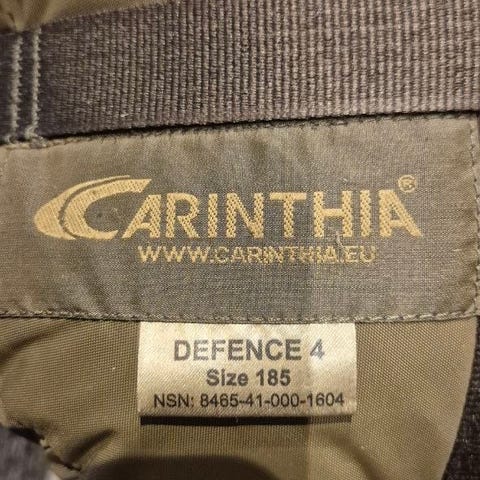 CARINTHIA®
WWW.CARINTHIA.EU
DEFENCE 4
Size 185
NSN: 8465-41-000-1604